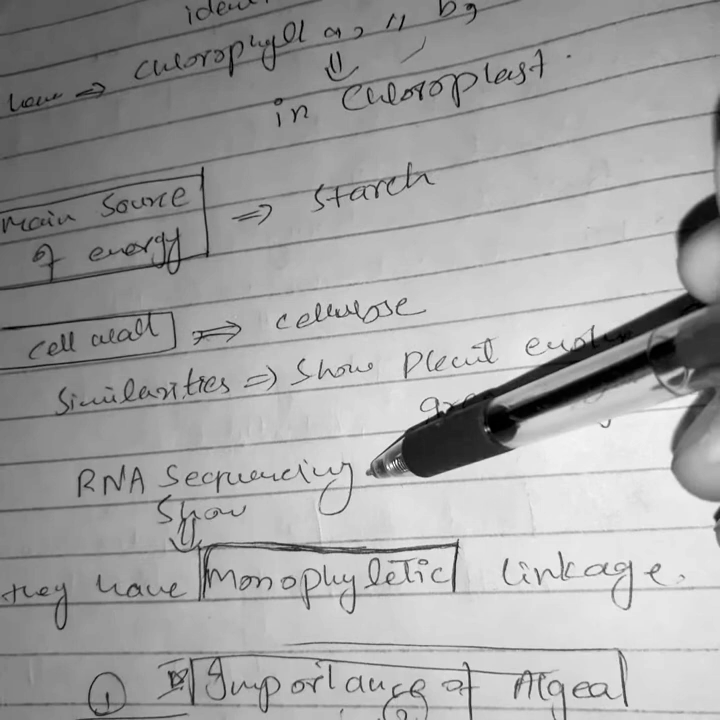 have ⇒ Chlorophyll a, "b
⇓
in Chloroplast.
Main Source of energy ⇒ Starch
Cell wall ⇒ cellulose
Similarities ⇒ Show Plant
RNA Sequencing
Show
⇓
they have Monophyletic linkage.
① Importance of Algeal